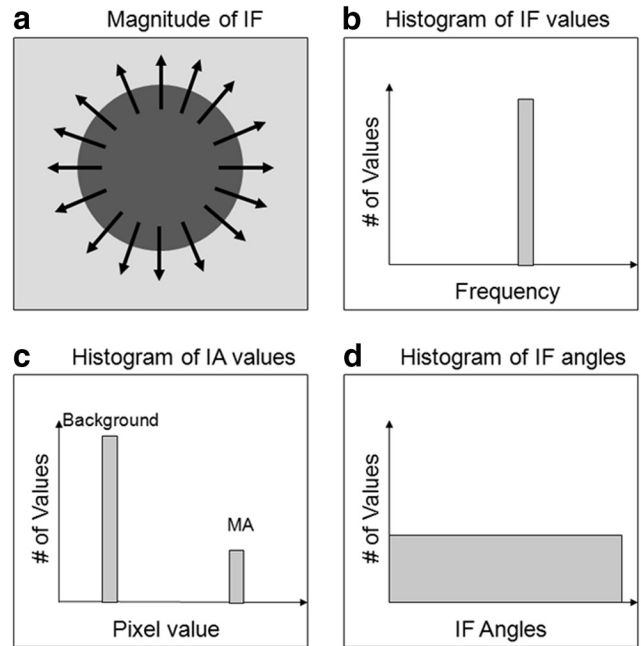 a Magnitude of IF
b Histogram of IF values
# of Values
Frequency
c Histogram of IA values
Background
MA
# of Values
Pixel value
d Histogram of IF angles
# of Values
IF Angles